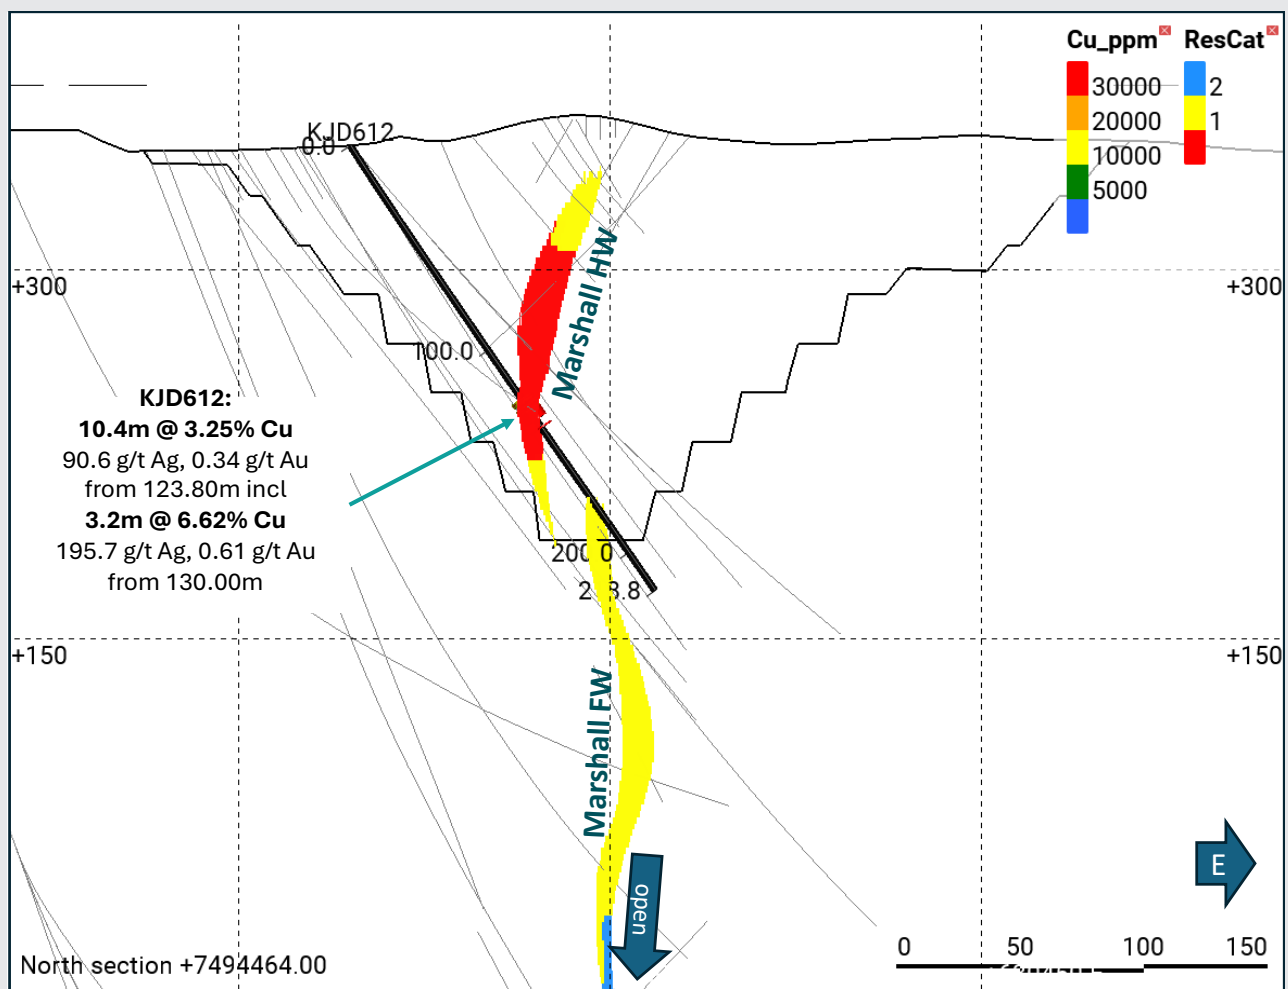 Cu_ppm
30000
20000
10000
5000
ResCat
2
1
KJD612
0.0
+300
+300
Marshall HW
100.0
KJD612:
10.4m @ 3.25% Cu
90.6 g/t Ag, 0.34 g/t Au
from 123.80m incl
3.2m @ 6.62% Cu
195.7 g/t Ag, 0.61 g/t Au
from 130.00m
200.0
+150
+150
Marshall FW
E
open
0 50 100 150
North section +7494464.00